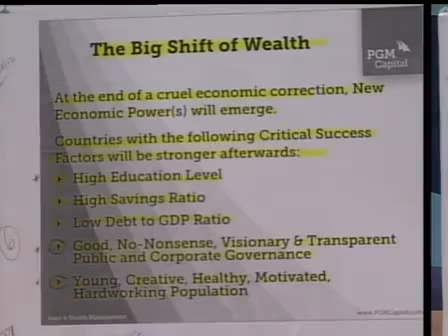 The Big Shift of Wealth
PGM
Capital
At the end of a cruel economic correction, New
Economic Power(s) will emerge.
Countries with the following Critical Success
Factors will be stronger afterwards:
High Education Level
High Savings Ratio
Low Debt to GDP Ratio
Good, No-Nonsense, Visionary & Transparent
Public and Corporate Governance
Young, Creative, Healthy, Motivated,
Hardworking Population